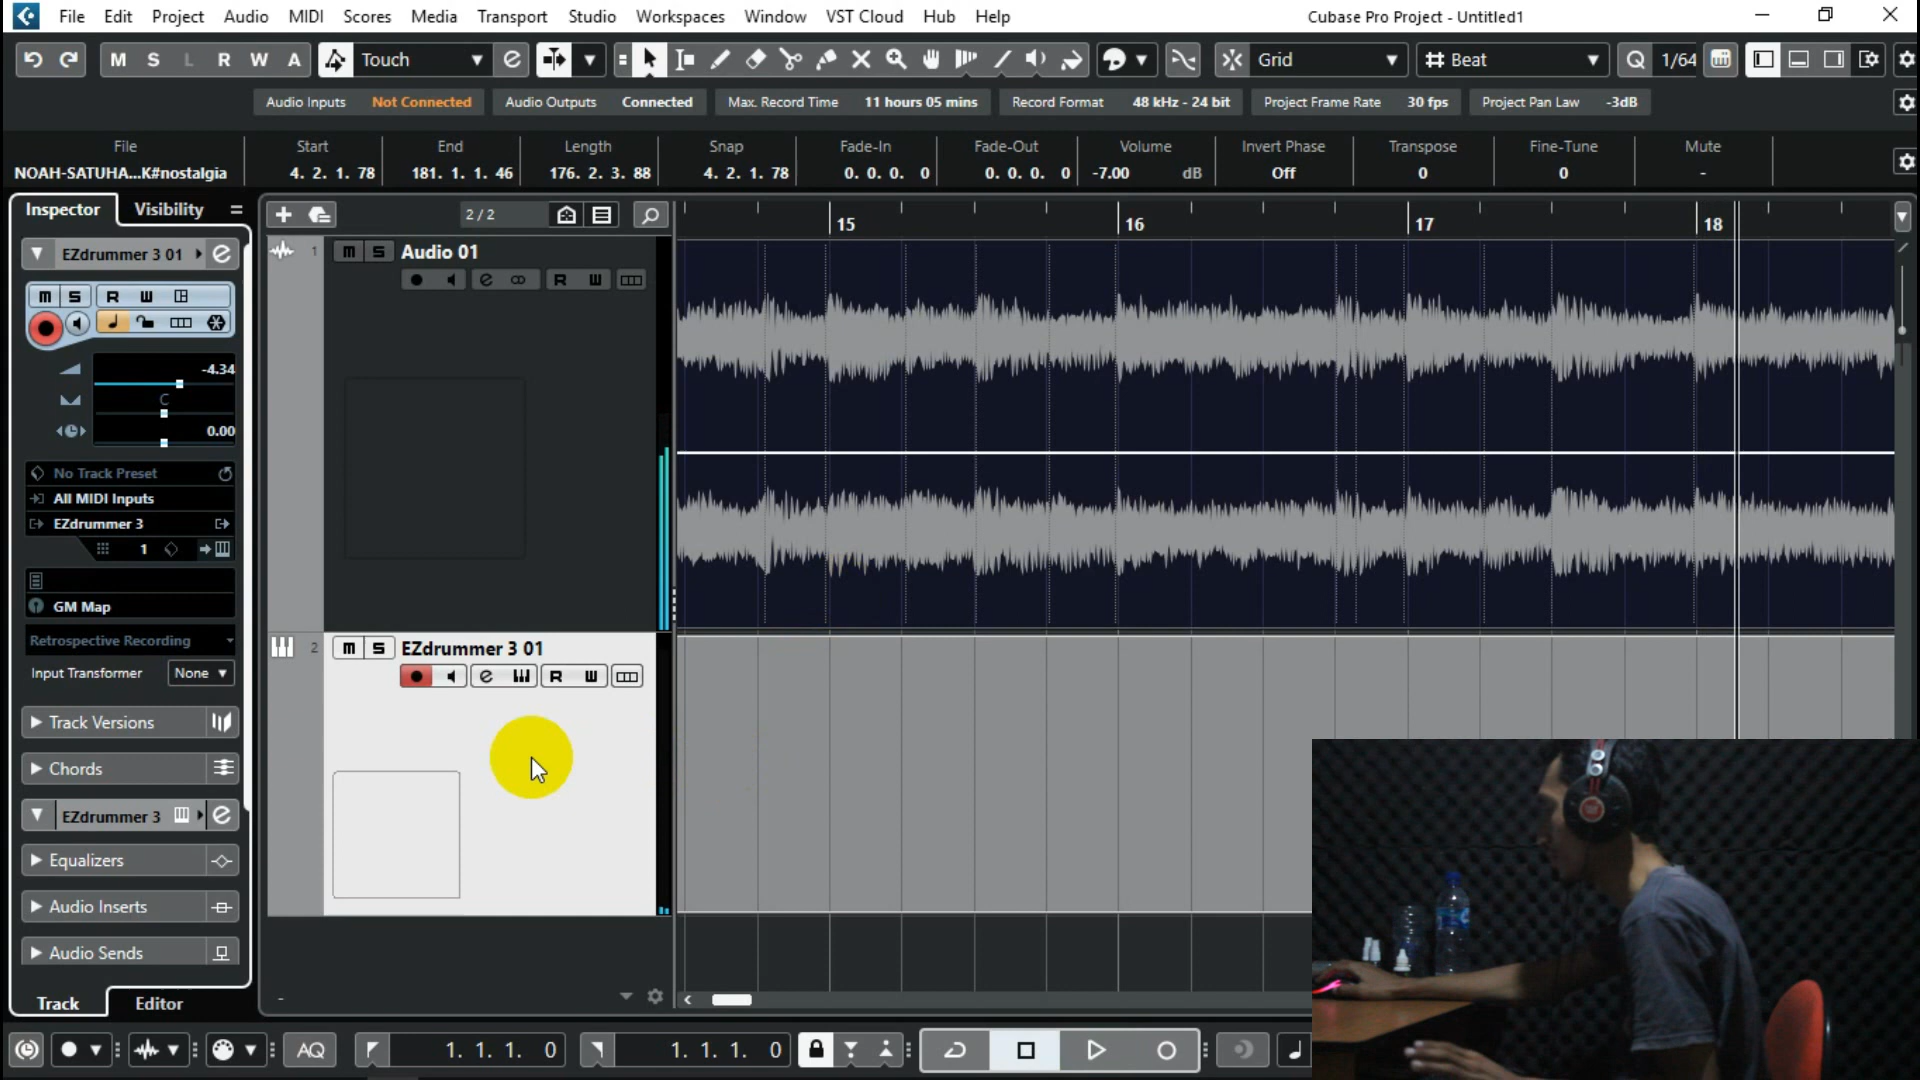 File Edit Project Audio MIDI Scores Media Transport Studio Workspaces Window VST Cloud Hub Help Cubase Pro Project - Untitled1
M S L R W A Touch Grid Beat Q 1/64
Audio Inputs Not Connected Audio Outputs Connected Max. Record Time 11 hours 05 mins Record Format 48 kHz - 24 bit Project Frame Rate 30 fps Project Pan Law -3dB
File Start End Length Snap Fade-In Fade-Out Volume Invert Phase Transpose Fine-Tune Mute
NOAH-SATUHA...K#nostalgia 4. 2. 1. 78 181. 1. 1. 46 176. 2. 3. 88 4. 2. 1. 78 0. 0. 0. 0 0. 0. 0. 0 -7.00 dB Off 0 0 -
Inspector Visibility 2 / 2 15 16 17 18
EZdrummer 3 01 e
1 m S Audio 01
e R W
m S R W
-4.34
C
0.00
No Track Preset
All MIDI Inputs
EZdrummer 3
1
GM Map
Retrospective Recording
Input Transformer None
2 m S EZdrummer 3 01
e R W
Track Versions
Chords
EZdrummer 3 e
Equalizers
Audio Inserts
Audio Sends
Track Editor -
AQ 1. 1. 1. 0 1. 1. 1. 0